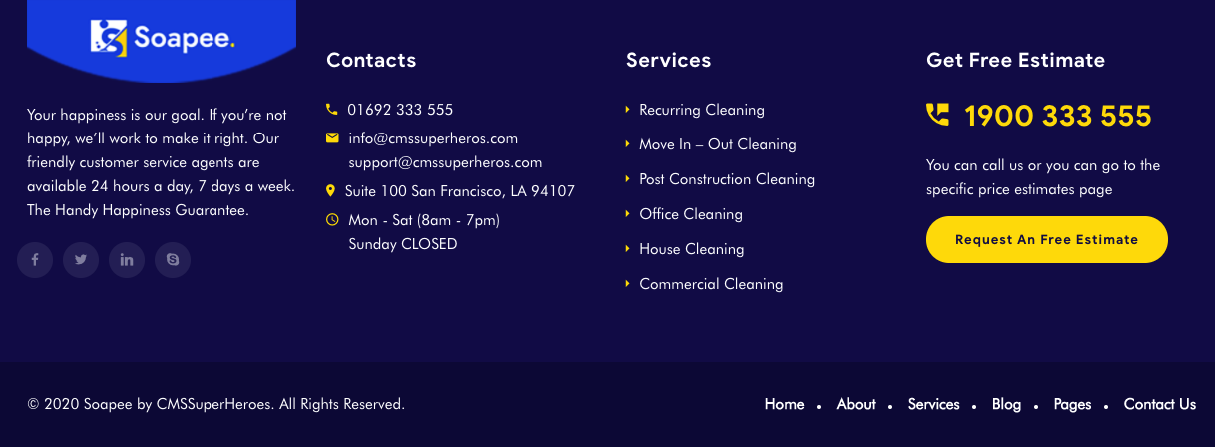 Soapee.
Your happiness is our goal. If you’re not
happy, we’ll work to make it right. Our
friendly customer service agents are
available 24 hours a day, 7 days a week.
The Handy Happiness Guarantee.
Contacts
01692 333 555
info@cmssuperheros.com
support@cmssuperheros.com
Suite 100 San Francisco, LA 94107
Mon - Sat (8am - 7pm)
Sunday CLOSED
Services
Recurring Cleaning
Move In – Out Cleaning
Post Construction Cleaning
Office Cleaning
House Cleaning
Commercial Cleaning
Get Free Estimate
1900 333 555
You can call us or you can go to the
specific price estimates page
Request An Free Estimate
© 2020 Soapee by CMSSuperHeroes. All Rights Reserved.
Home • About • Services • Blog • Pages • Contact Us